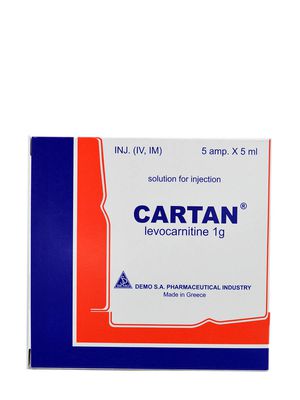 INJ. (IV, IM) 5 amp. X 5 ml
solution for injection
CARTAN®
levocarnitine 1g
DEMO S.A. PHARMACEUTICAL INDUSTRY
Made in Greece